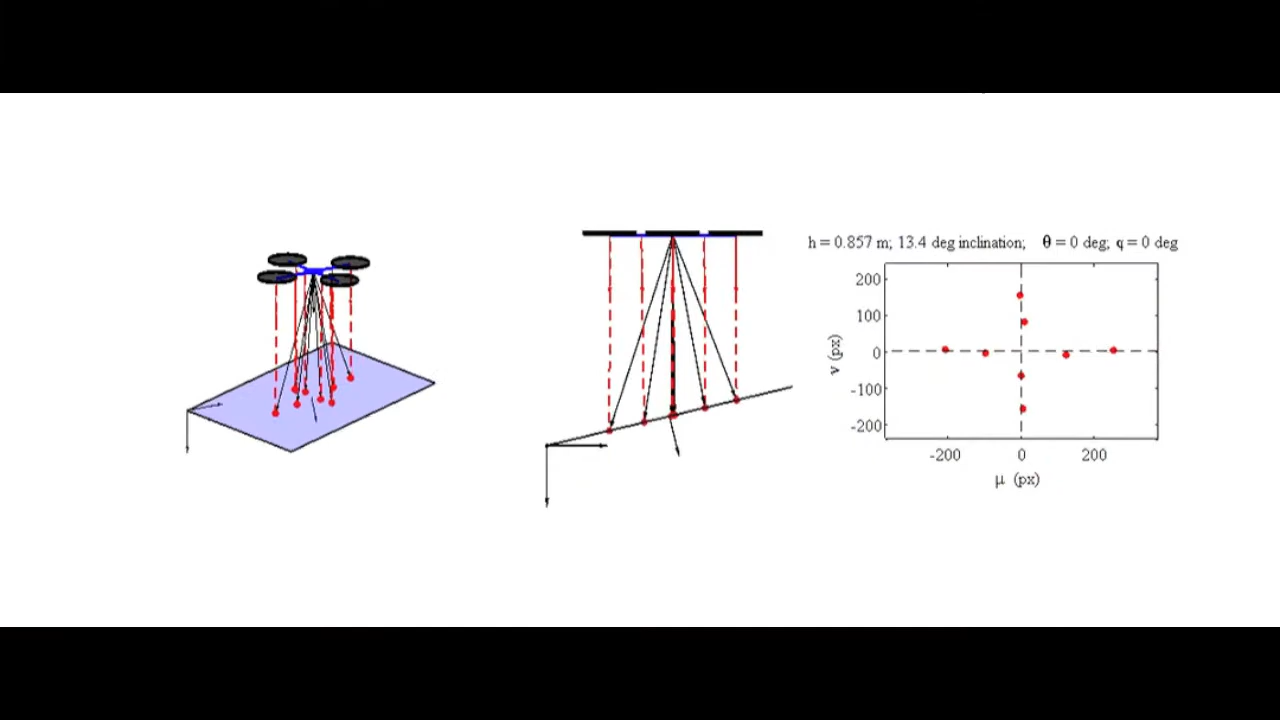 h = 0.857 m; 13.4 deg inclination; θ = 0 deg; q = 0 deg
200
100
0
-100
-200
ν (px)
-200 0 200
μ (px)